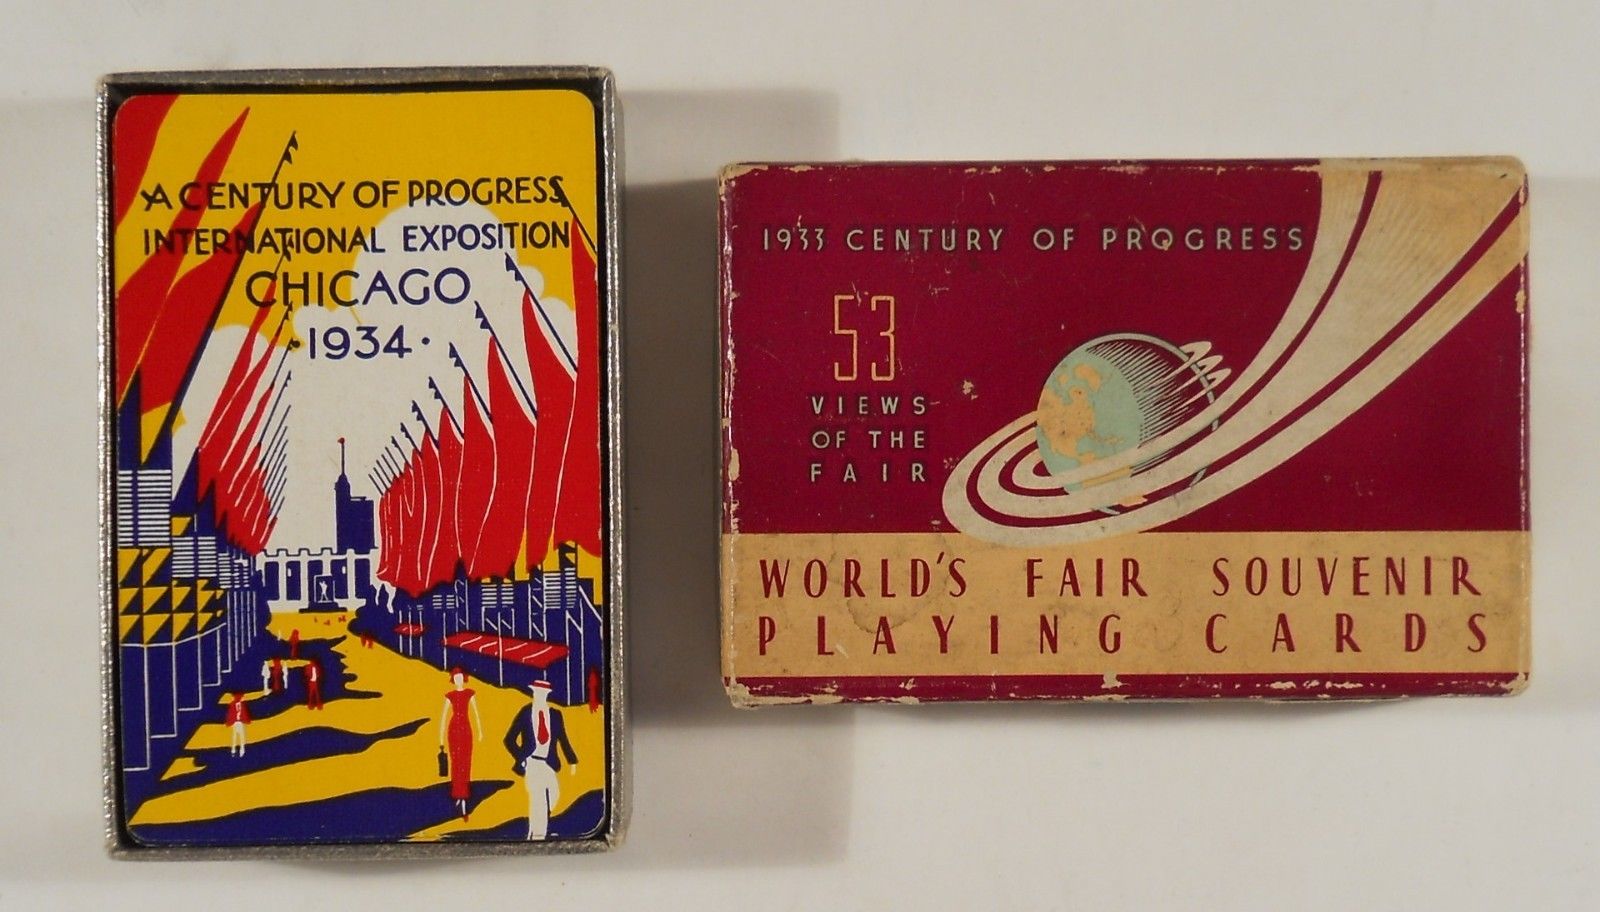 A CENTURY OF PROGRESS
INTERNATIONAL EXPOSITION
CHICAGO
·1934·
1933 CENTURY OF PROGRESS
53
VIEWS
OF THE
FAIR
WORLD'S FAIR SOUVENIR
PLAYING CARDS